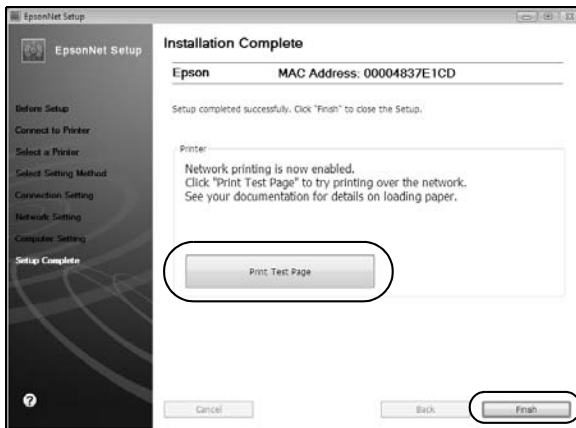 EpsonNet Setup
EpsonNet Setup
Before Setup
Connect to Printer
Select a Printer
Select Setting Method
Connection Setting
Network Setting
Computer Setting
Setup Complete
?
Installation Complete
Epson MAC Address: 00004837E1CD
Setup completed successfully. Click "Finish" to close the Setup.
Printer
Network printing is now enabled.
Click "Print Test Page" to try printing over the network.
See your documentation for details on loading paper.
Print Test Page
Cancel Back Finish